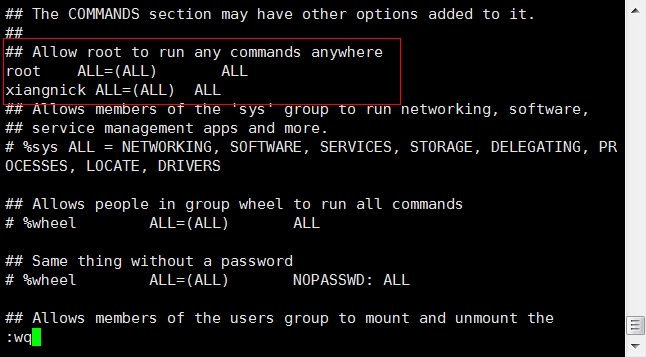 ## The COMMANDS section may have other options added to it.
##
## Allow root to run any commands anywhere
root    ALL=(ALL)       ALL
xiangnick ALL=(ALL)  ALL
## Allows members of the 'sys' group to run networking, software,
## service management apps and more.
# %sys ALL = NETWORKING, SOFTWARE, SERVICES, STORAGE, DELEGATING, PR
OCESSES, LOCATE, DRIVERS

## Allows people in group wheel to run all commands
# %wheel        ALL=(ALL)       ALL

## Same thing without a password
# %wheel        ALL=(ALL)       NOPASSWD: ALL

## Allows members of the users group to mount and unmount the
:wq